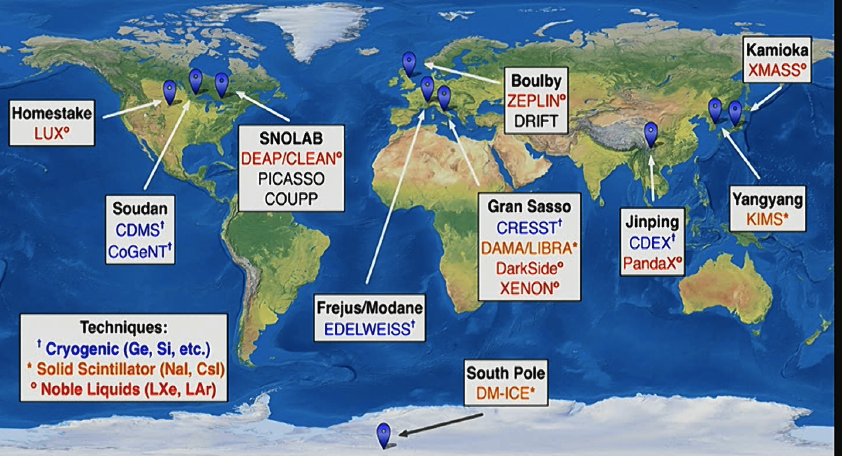 Kamioka
XMASS°
Boulby
ZEPLIN°
DRIFT
Homestake
LUX°
SNOLAB
DEAP/CLEAN°
PICASSO
COUPP
Soudan
CDMS†
CoGeNT†
Gran Sasso
CRESST†
DAMA/LIBRA*
DarkSide°
XENON°
Yangyang
KIMS*
Jinping
CDEX†
PandaX°
Frejus/Modane
EDELWEISS†
Techniques:
† Cryogenic (Ge, Si, etc.)
* Solid Scintillator (NaI, CsI)
° Noble Liquids (LXe, LAr)
South Pole
DM-ICE*